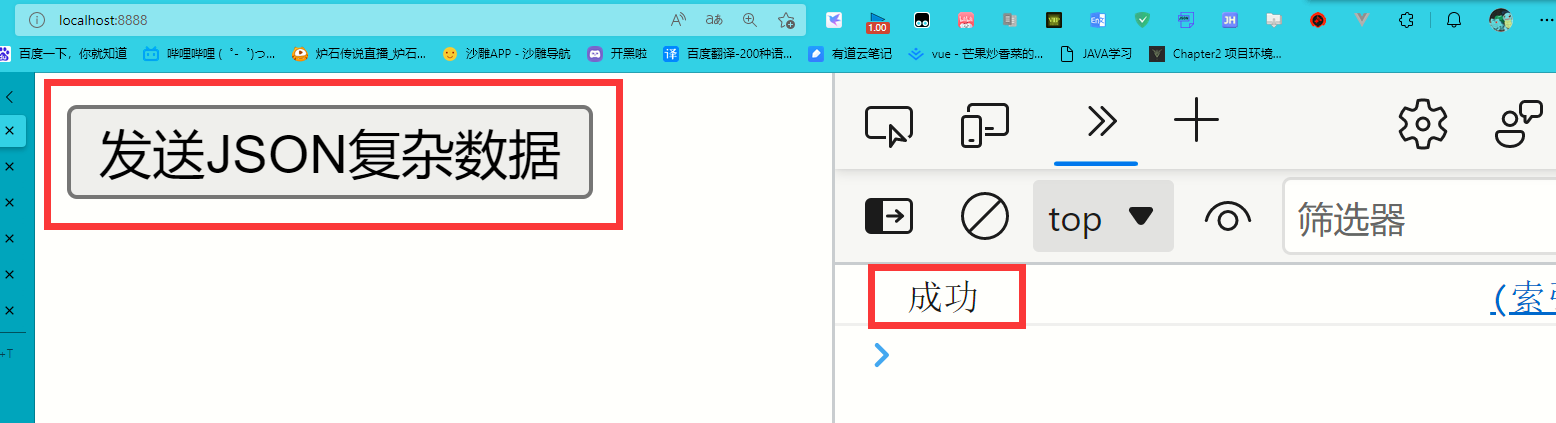 localhost:8888
1.00
百度一下，你就知道
哔哩哔哩 (゜-゜)つ...
炉石传说直播_炉石...
沙雕APP - 沙雕导航
开黑啦
百度翻译-200种语...
有道云笔记
vue - 芒果炒香菜的...
JAVA学习
Chapter2 项目环境...
发送JSON复杂数据
+T
top
筛选器
成功
(索引